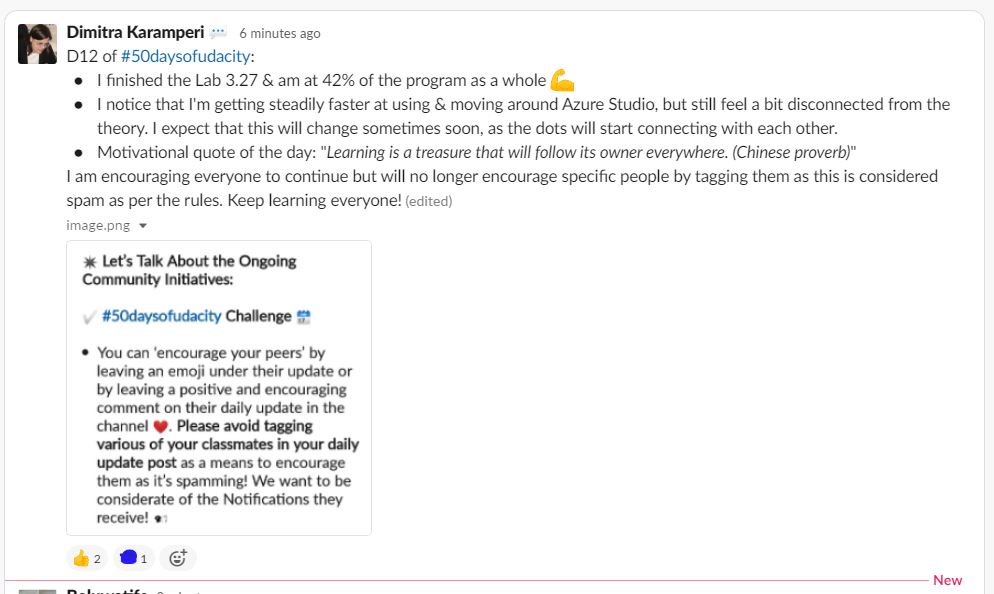 Dimitra Karamperi 6 minutes ago
D12 of #50daysofudacity:
• I finished the Lab 3.27 & am at 42% of the program as a whole 💪
• I notice that I'm getting steadily faster at using & moving around Azure Studio, but still feel a bit disconnected from the
theory. I expect that this will change sometimes soon, as the dots will start connecting with each other.
• Motivational quote of the day: "Learning is a treasure that will follow its owner everywhere. (Chinese proverb)"
I am encouraging everyone to continue but will no longer encourage specific people by tagging them as this is considered
spam as per the rules. Keep learning everyone! (edited)
image.png
Let's Talk About the Ongoing
Community Initiatives:
#50daysofudacity Challenge
• You can 'encourage your peers' by
leaving an emoji under their update or
by leaving a positive and encouraging
comment on their daily update in the
channel ❤️. Please avoid tagging
various of your classmates in your daily
update post as a means to encourage
them as it's spamming! We want to be
considerate of the Notifications they
receive!
👍 2 1
New